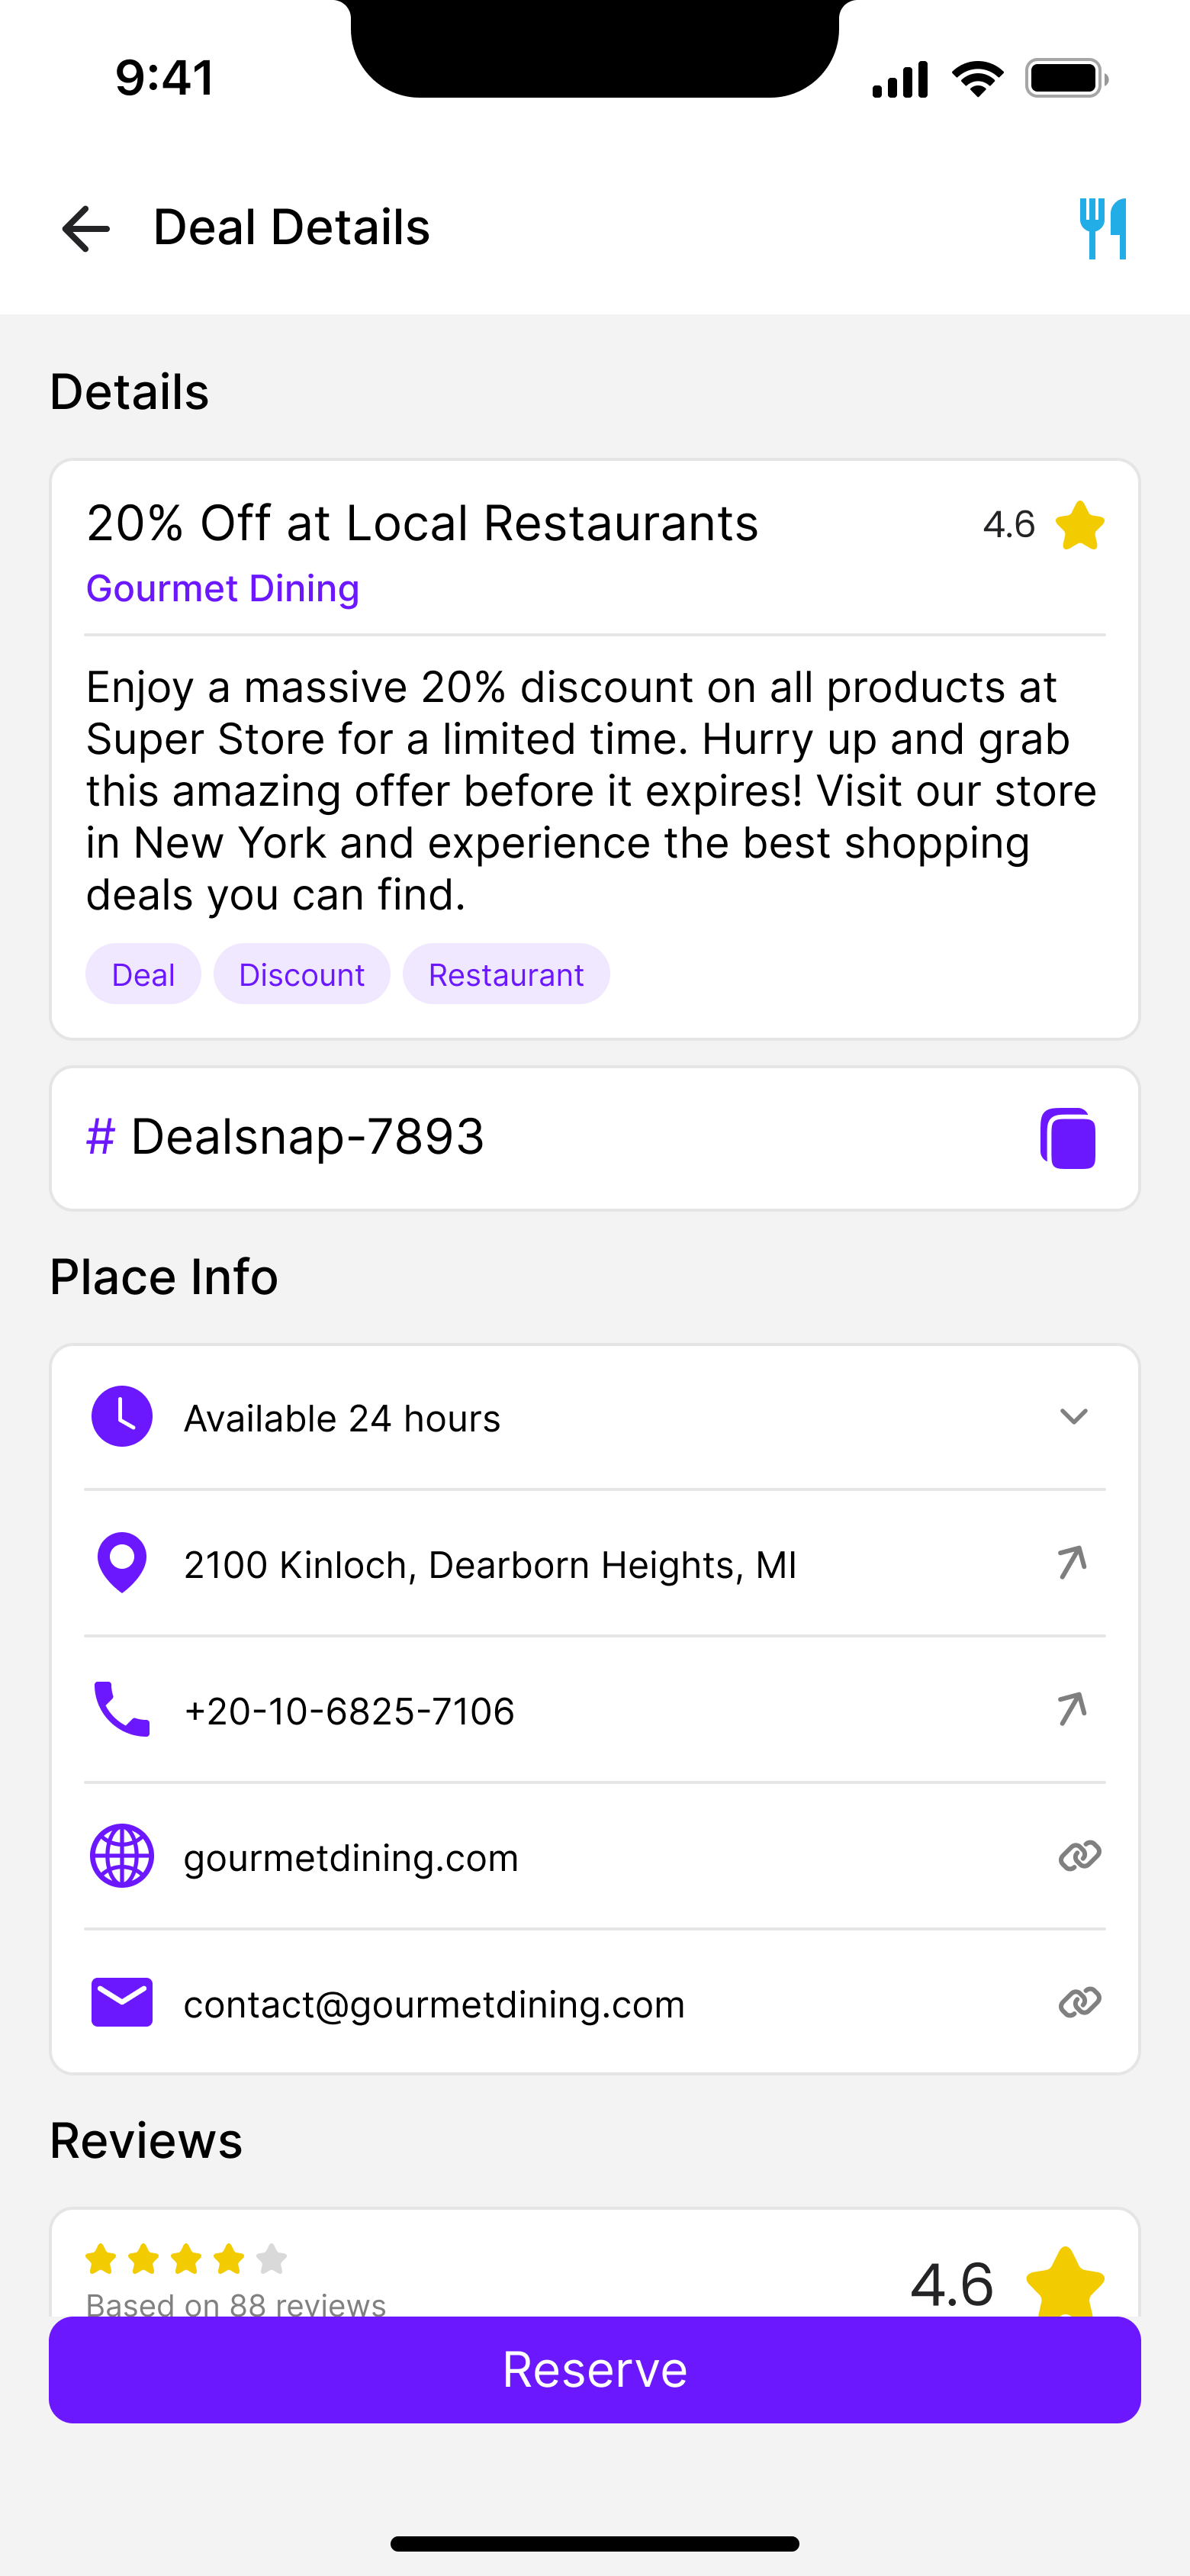 9:41
Deal Details
Details
20% Off at Local Restaurants
4.6
Gourmet Dining
Enjoy a massive 20% discount on all products at
Super Store for a limited time. Hurry up and grab
this amazing offer before it expires! Visit our store
in New York and experience the best shopping
deals you can find.
Deal Discount Restaurant
# Dealsnap-7893
Place Info
Available 24 hours
2100 Kinloch, Dearborn Heights, MI
+20-10-6825-7106
gourmetdining.com
contact@gourmetdining.com
Reviews
Based on 88 reviews
4.6
Reserve